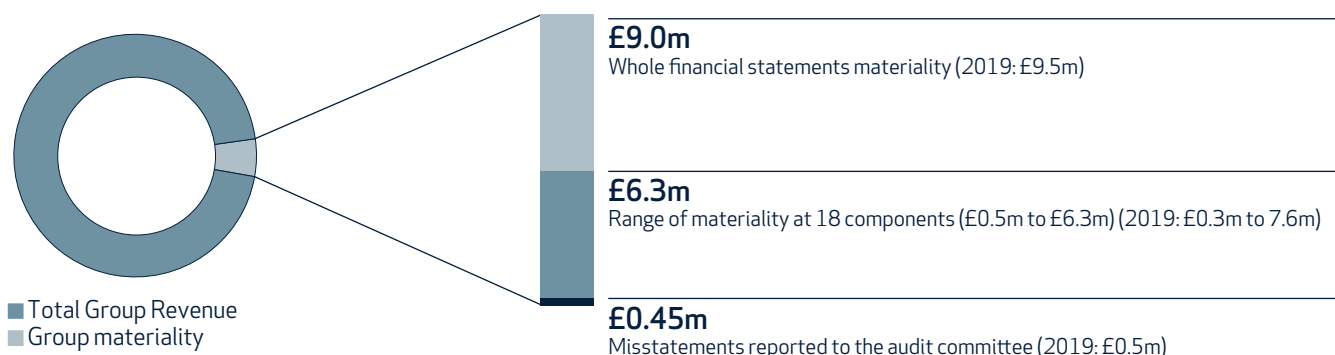 £9.0m
Whole financial statements materiality (2019: £9.5m)
£6.3m
Range of materiality at 18 components (£0.5m to £6.3m) (2019: £0.3m to 7.6m)
£0.45m
Misstatements reported to the audit committee (2019: £0.5m)
Total Group Revenue
Group materiality